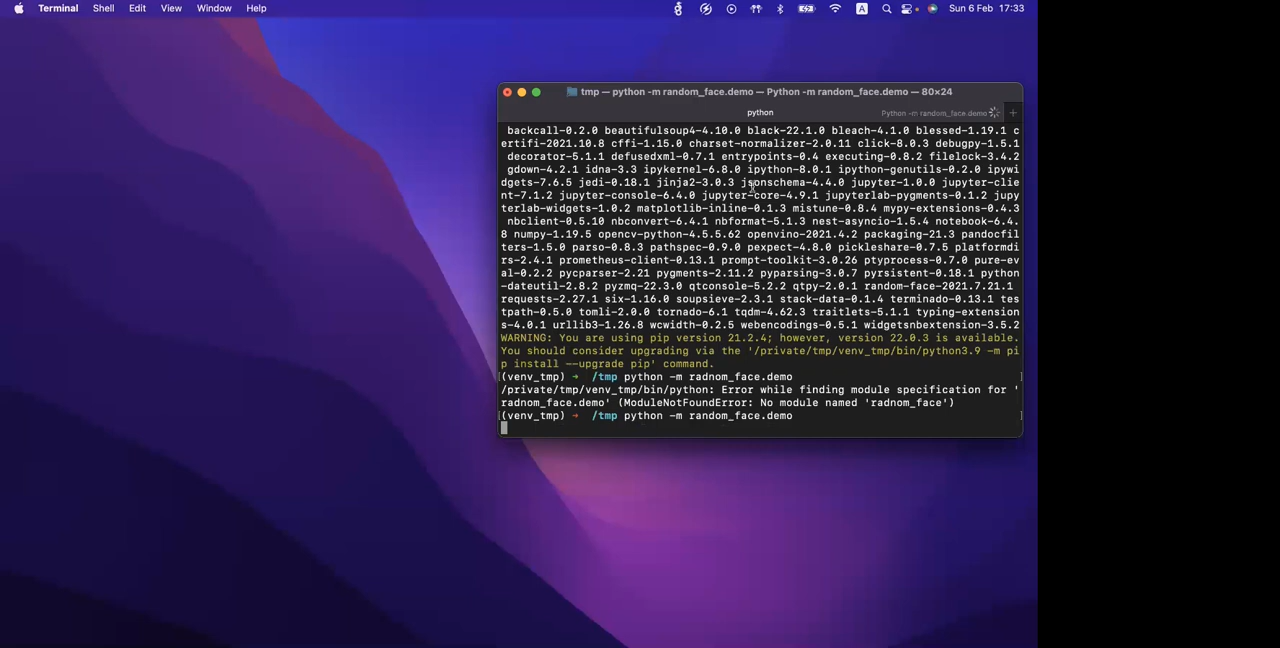 Terminal Shell Edit View Window Help A Sun 6 Feb 17:33
tmp — python -m random_face.demo — Python -m random_face.demo — 80×24
python Python -m random_face.demo +
backcall-0.2.0 beautifulsoup4-4.10.0 black-22.1.0 bleach-4.1.0 blessed-1.19.1 c
ertifi-2021.10.8 cffi-1.15.0 charset-normalizer-2.0.11 click-8.0.3 debugpy-1.5.1
decorator-5.1.1 defusedxml-0.7.1 entrypoints-0.4 executing-0.8.2 filelock-3.4.2
gdown-4.2.1 idna-3.3 ipykernel-6.8.0 ipython-8.0.1 ipython-genutils-0.2.0 ipywi
dgets-7.6.5 jedi-0.18.1 jinja2-3.0.3 jsonschema-4.4.0 jupyter-1.0.0 jupyter-clie
nt-7.1.2 jupyter-console-6.4.0 jupyter-core-4.9.1 jupyterlab-pygments-0.1.2 jupy
terlab-widgets-1.0.2 matplotlib-inline-0.1.3 mistune-0.8.4 mypy-extensions-0.4.3
nbclient-0.5.10 nbconvert-6.4.1 nbformat-5.1.3 nest-asyncio-1.5.4 notebook-6.4.
8 numpy-1.19.5 opencv-python-4.5.5.62 openvino-2021.4.2 packaging-21.3 pandocfil
ters-1.5.0 parso-0.8.3 pathspec-0.9.0 pexpect-4.8.0 pickleshare-0.7.5 platformdi
rs-2.4.1 prometheus-client-0.13.1 prompt-toolkit-3.0.26 ptyprocess-0.7.0 pure-ev
al-0.2.2 pycparser-2.21 pygments-2.11.2 pyparsing-3.0.7 pyrsistent-0.18.1 python
-dateutil-2.8.2 pyzmq-22.3.0 qtconsole-5.2.2 qtpy-2.0.1 random-face-2021.7.21.1
requests-2.27.1 six-1.16.0 soupsieve-2.3.1 stack-data-0.1.4 terminado-0.13.1 tes
tpath-0.5.0 tomli-2.0.0 tornado-6.1 tqdm-4.62.3 traitlets-5.1.1 typing-extension
s-4.0.1 urllib3-1.26.8 wcwidth-0.2.5 webencodings-0.5.1 widgetsnbextension-3.5.2
WARNING: You are using pip version 21.2.4; however, version 22.0.3 is available.
You should consider upgrading via the '/private/tmp/venv_tmp/bin/python3.9 -m pi
p install --upgrade pip' command.
(venv_tmp) ➜ /tmp python -m radnom_face.demo
/private/tmp/venv_tmp/bin/python: Error while finding module specification for '
radnom_face.demo' (ModuleNotFoundError: No module named 'radnom_face')
(venv_tmp) ➜ /tmp python -m random_face.demo